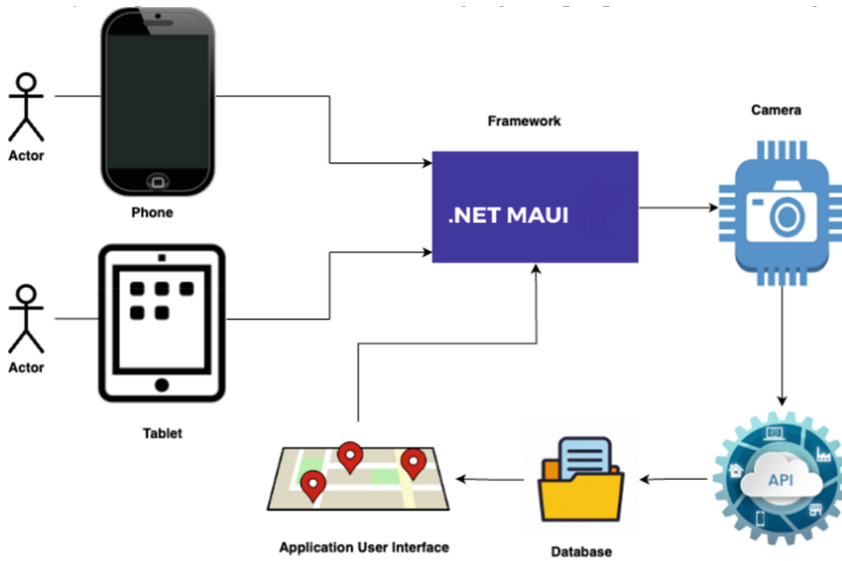 Actor
Phone
Framework
.NET MAUI
Camera
Actor
Tablet
API
Application User Interface
Database